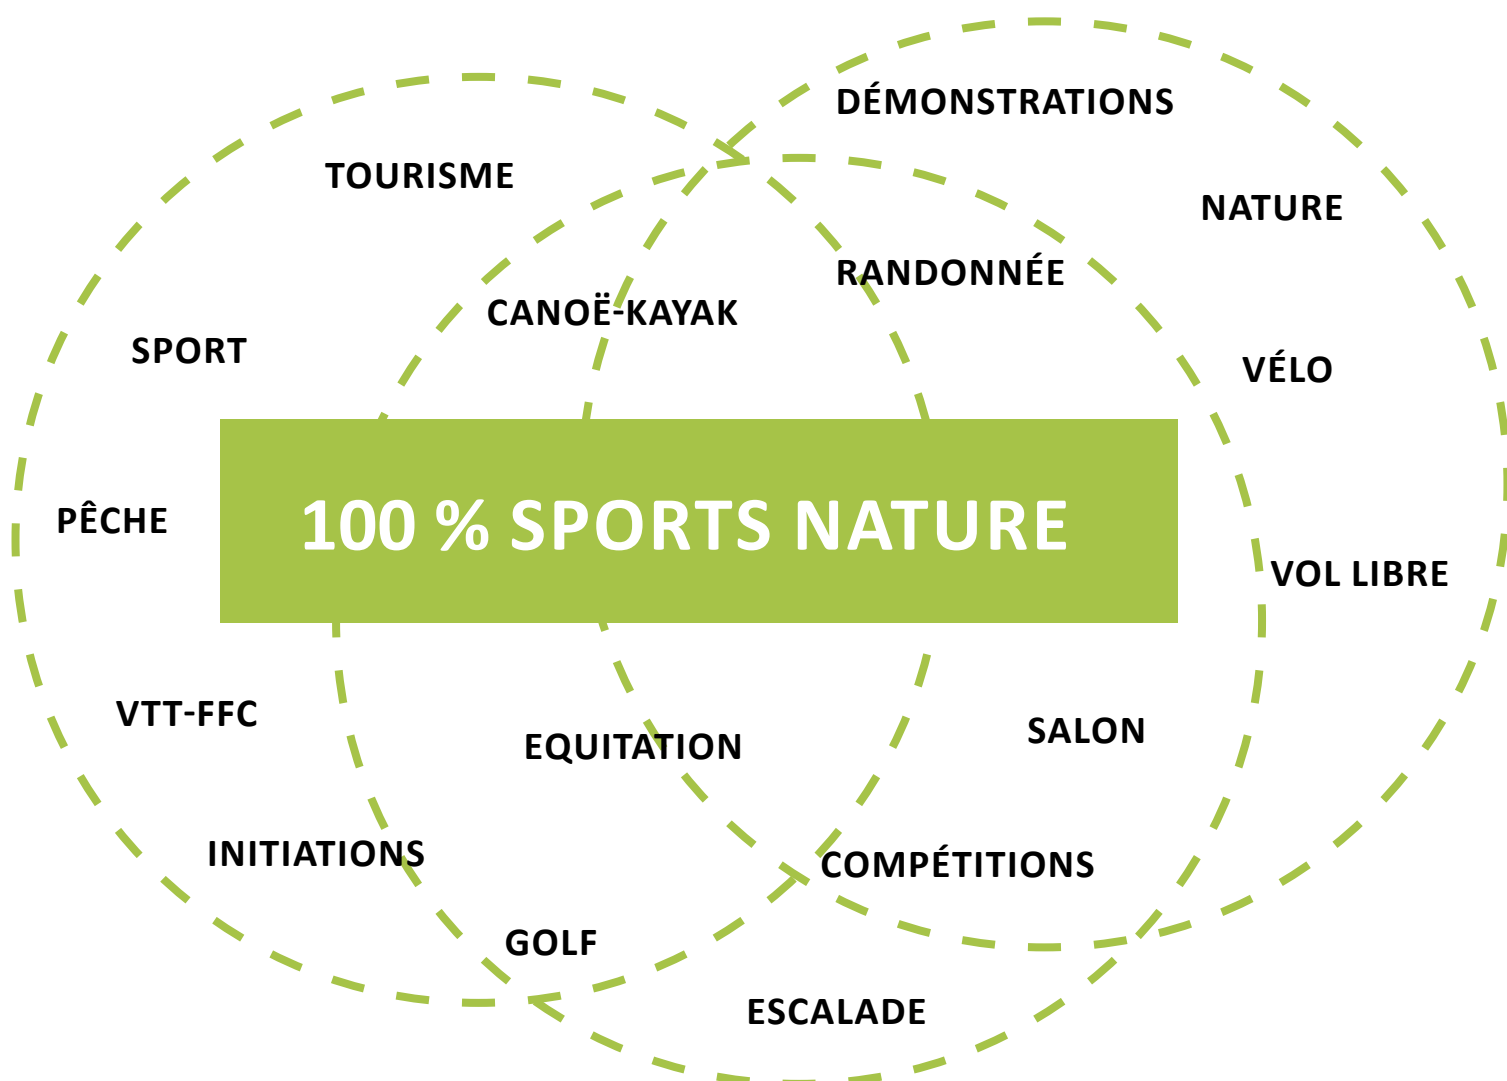 DÉMONSTRATIONS
TOURISME
NATURE
RANDONNÉE
CANOË-KAYAK
SPORT
VÉLO
100 % SPORTS NATURE
PÊCHE
VOL LIBRE
VTT-FFC
SALON
EQUITATION
INITIATIONS
COMPÉTITIONS
GOLF
ESCALADE